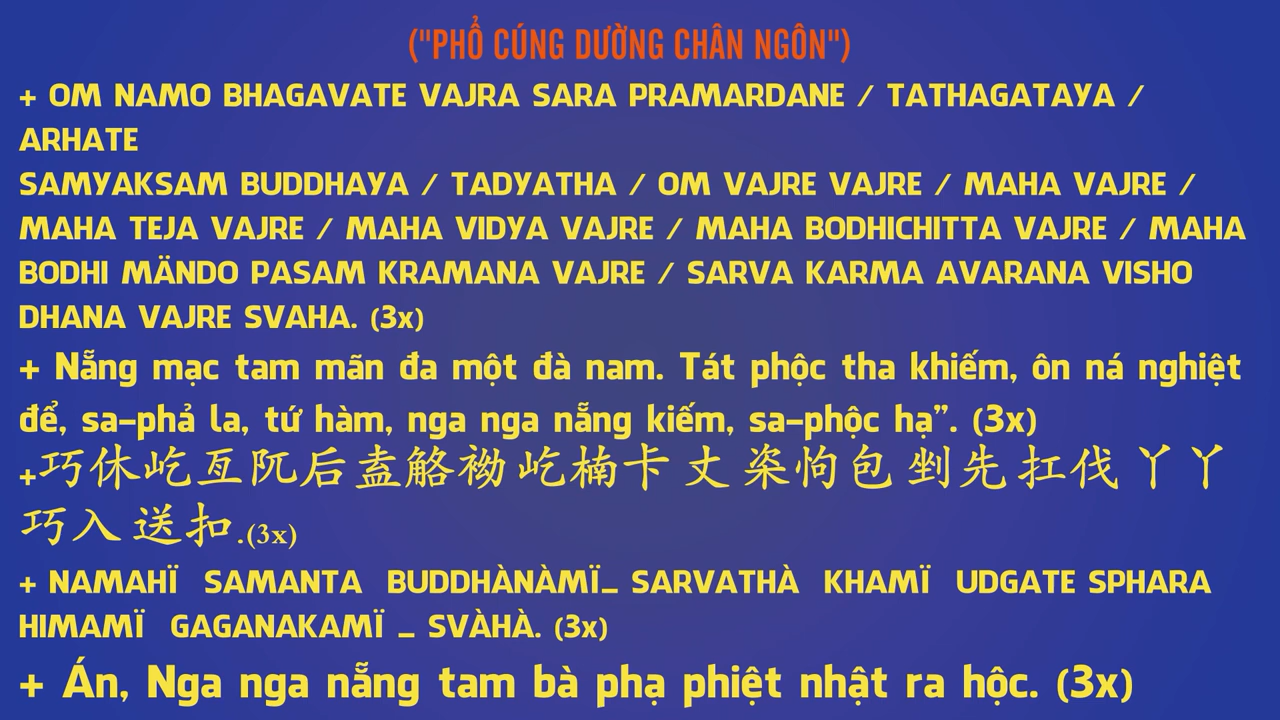 ("PHỔ CÚNG DƯỜNG CHÂN NGÔN")
+ OM NAMO BHAGAVATE VAJRA SARA PRAMARDANE / TATHAGATAYA /
ARHATE
SAMYAKSAM BUDDHAYA / TADYATHA / OM VAJRE VAJRE / MAHA VAJRE /
MAHA TEJA VAJRE / MAHA VIDYA VAJRE / MAHA BODHICHITTA VAJRE / MAHA
BODHI MÄNDO PASAM KRAMANA VAJRE / SARVA KARMA AVARANA VISHO
DHANA VAJRE SVAHA. (3x)
+ Nẵng mạc tam mãn đa một đà nam. Tát phộc tha khiếm, ôn ná nghiệt
để, sa-phả la, tứ hàm, nga nga nẵng kiếm, sa-phộc hạ”. (3x)
+巧休屹亙阢后盍觡袎屹楠卡丈栥怐包剉先扛伐丫丫
巧入送扣.(3x)
+ NAMAHÏ SAMANTA BUDDHÀNÀMÏ_ SARVATHÀ KHAMÏ UDGATE SPHARA
HIMAMÏ GAGANAKAMÏ _ SVÀHÀ. (3x)
+ Án, Nga nga nẵng tam bà phạ phiệt nhật ra hộc. (3x)